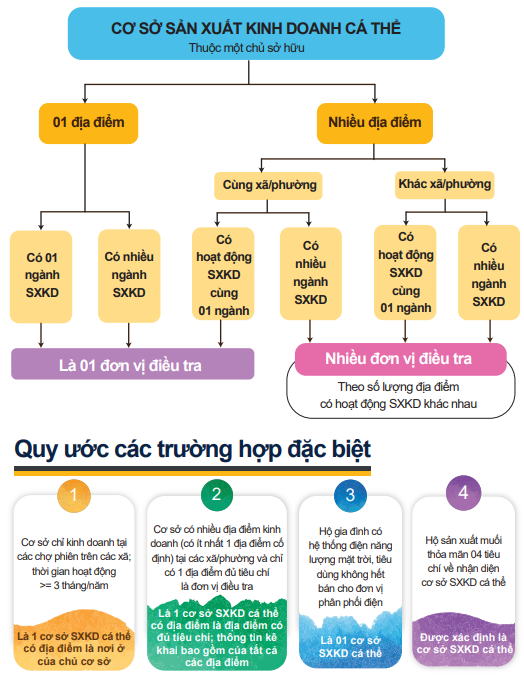 CƠ SỞ SẢN XUẤT KINH DOANH CÁ THỂ
Thuộc một chủ sở hữu
01 địa điểm
Nhiều địa điểm
Cùng xã/phường
Khác xã/phường
Có 01
ngành
SXKD
Có nhiều
ngành
SXKD
Có
hoạt động
SXKD
cùng
01 ngành
Có
nhiều
ngành
SXKD
Có
hoạt động
SXKD
cùng
01 ngành
Có
nhiều
ngành
SXKD
Là 01 đơn vị điều tra
Nhiều đơn vị điều tra
Theo số lượng địa điểm
có hoạt động SXKD khác nhau
Quy ước các trường hợp đặc biệt
1
Cơ sở chỉ kinh doanh tại
các chợ phiên trên các xã;
thời gian hoạt động
>= 3 tháng/năm
Là 1 cơ sở SXKD cá thể
có địa điểm là nơi ở
của chủ cơ sở
2
Cơ sở có nhiều địa điểm kinh
doanh (có ít nhất 1 địa điểm cố
định) tại các xã/phường và chỉ
có 1 địa điểm đủ tiêu chí
là đơn vị điều tra
Là 1 cơ sở SXKD cá thể
có địa điểm là địa điểm có
đủ tiêu chí; thông tin kê
khai bao gồm của tất cả
các địa điểm
3
Hộ gia đình có
hệ thống điện năng
lượng mặt trời, tiêu
dùng không hết
bán cho đơn vị
phân phối điện
Là 01 cơ sở
SXKD cá thể
4
Hộ sản xuất muối
thỏa mãn 04 tiêu
chí về nhận diện
cơ sở SXKD cá thể
Được xác định là
cơ sở SXKD cá thể